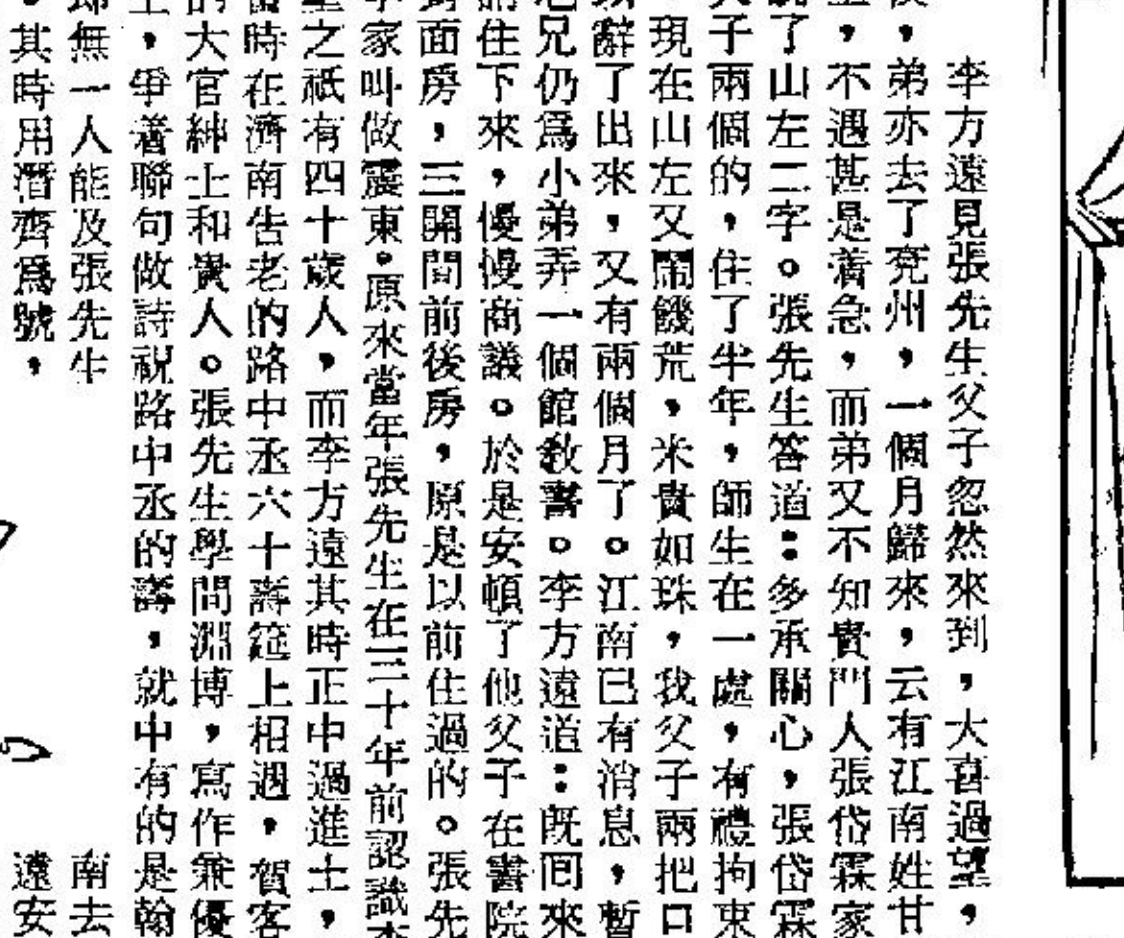 李方遠見張先生父子忽然來到，大喜過望，
，弟亦去了兗州，一個月歸來，云有江南姓甘
，不遇甚是着急，而弟又不知貴門人張岱霖家
了山左二字。張先生答道：多承關心，張岱霖
子兩個的，住了半年，師生在一處，有禮拘束
現在山左又鬧饑荒，米貴如珠，我父子兩把口
辭了出來，又有兩個月了。江南已有消息，暫
兄仍爲小弟弄一個館敎書。李方遠道：既囘來
住下來，慢慢商議。於是安頓了他父子在書院
面房，三開間前後房，原是以前住過的。張先
家叫做震東。原來當年張先生在三十年前認識
之祇有四十歲人，而李方遠其時正中過進士，
時在濟南告老的路中丞六十壽筵上相遇，賀客
大官紳士和貴人。張先生學問淵博，寫作兼優
，爭着聯句做詩祝路中丞的壽，就中有的是翰
無一人能及張先生
南去
其時用潛齊爲號，
遠安